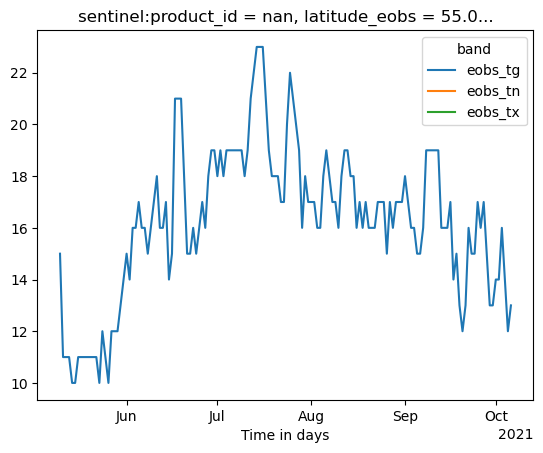 sentinel:product_id = nan, latitude_eobs = 55.0...
band
eobs_tg
eobs_tn
eobs_tx
22
20
18
16
14
12
10
Jun Jul Aug Sep Oct
2021
Time in days